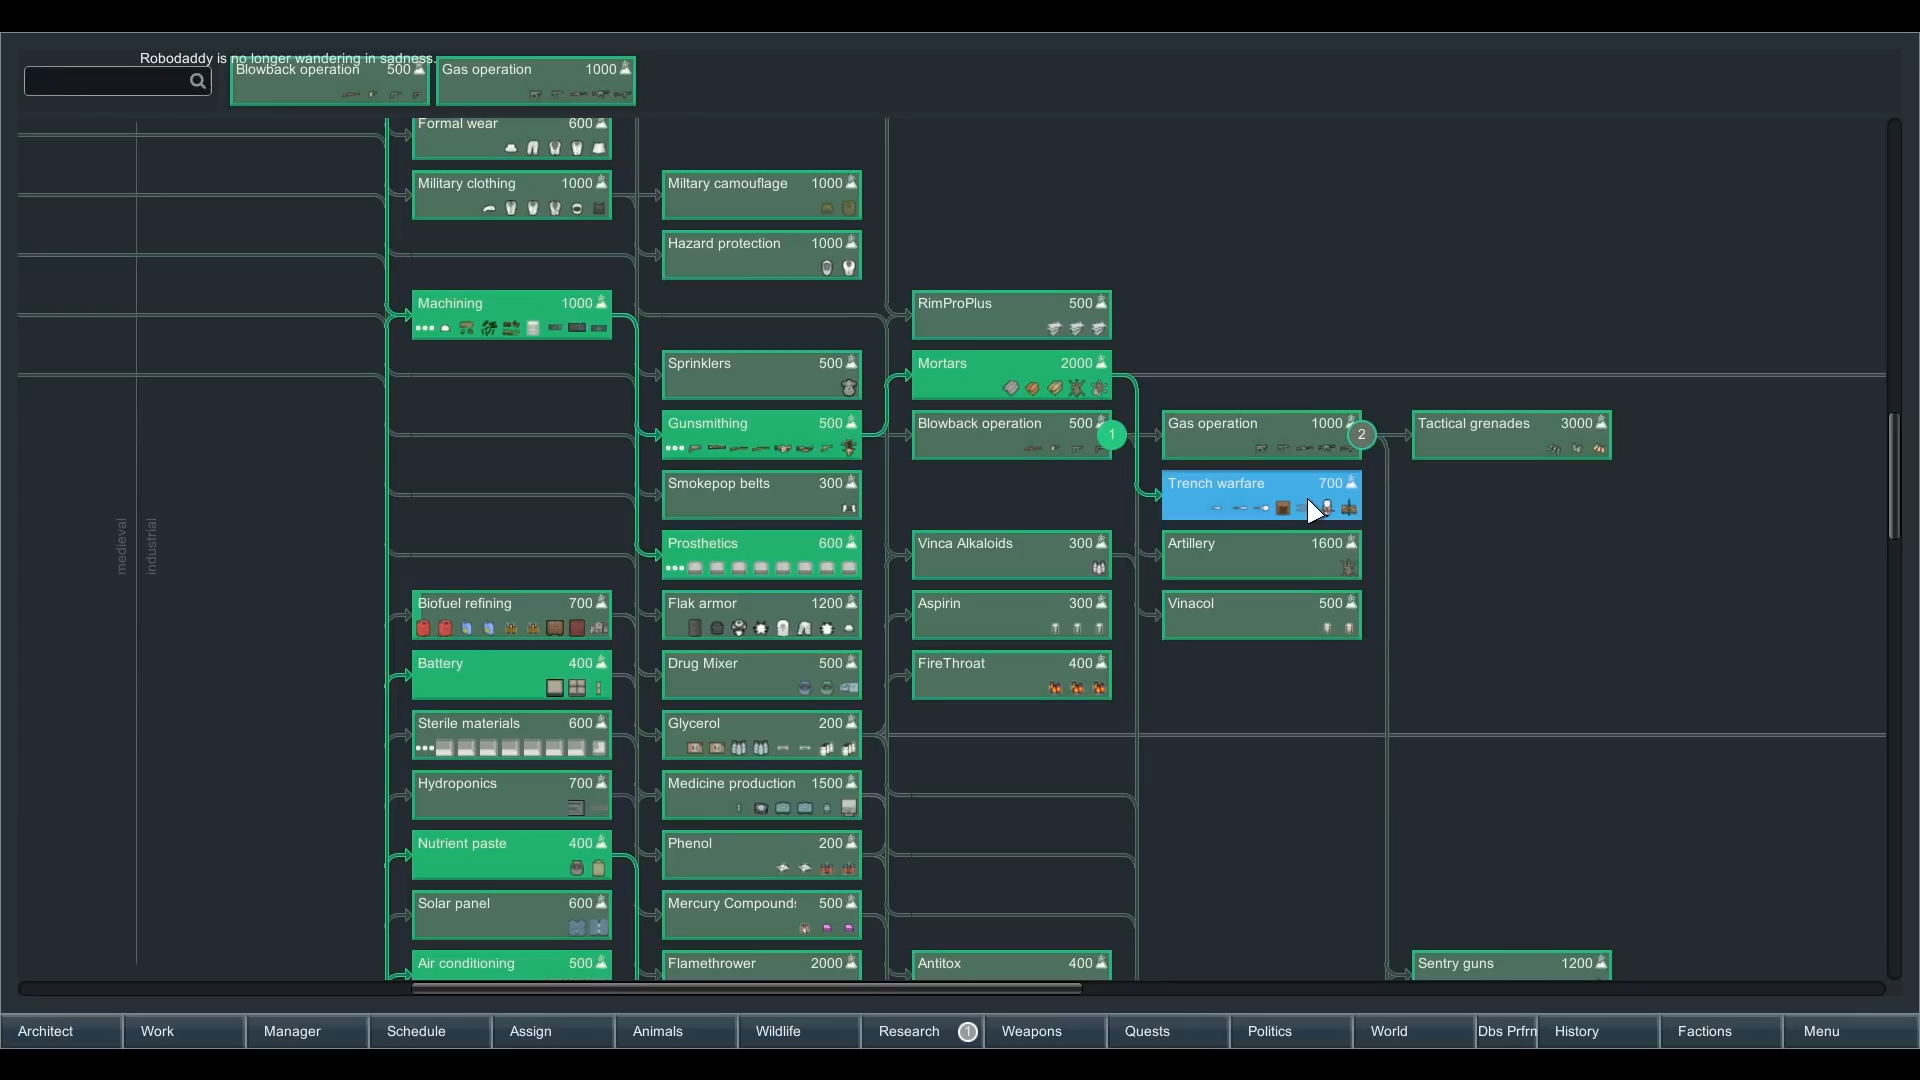 Robodaddy is no longer wandering in sadness.
Blowback operation 500
Gas operation 1000
Formal wear 600
Military clothing 1000
Miltary camouflage 1000
Hazard protection 1000
Machining 1000
RimProPlus 500
Sprinklers 500
Mortars 2000
Gunsmithing 500
Blowback operation 500
1
Gas operation 1000
2
Tactical grenades 3000
Smokepop belts 300
Trench warfare 700
medieval
industrial
Prosthetics 600
Vinca Alkaloids 300
Artillery 1600
Biofuel refining 700
Flak armor 1200
Aspirin 300
Vinacol 500
Battery 400
Drug Mixer 500
FireThroat 400
Sterile materials 600
Glycerol 200
Hydroponics 700
Medicine production 1500
Nutrient paste 400
Phenol 200
Solar panel 600
Mercury Compound 500
Air conditioning 500
Flamethrower 2000
Antitox 400
Sentry guns 1200
Architect
Work
Manager
Schedule
Assign
Animals
Wildlife
Research 1
Weapons
Quests
Politics
World
Dbs Prfrn
History
Factions
Menu